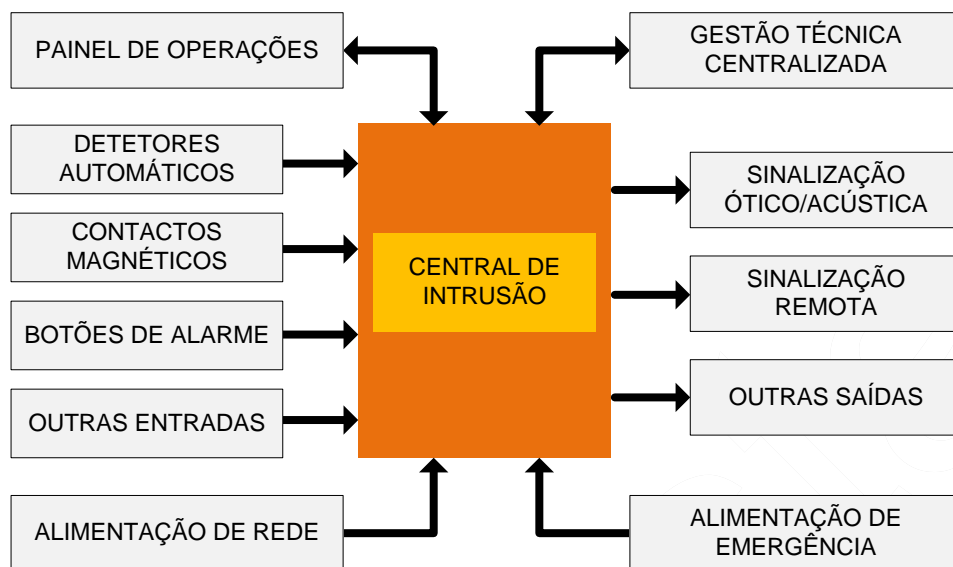 PAINEL DE OPERAÇÕES
GESTÃO TÉCNICA
CENTRALIZADA
DETETORES
AUTOMÁTICOS
CONTACTOS
MAGNÉTICOS
BOTÕES DE ALARME
OUTRAS ENTRADAS
CENTRAL DE
INTRUSÃO
SINALIZAÇÃO
ÓTICO/ACÚSTICA
SINALIZAÇÃO
REMOTA
OUTRAS SAÍDAS
ALIMENTAÇÃO DE REDE
ALIMENTAÇÃO DE
EMERGÊNCIA